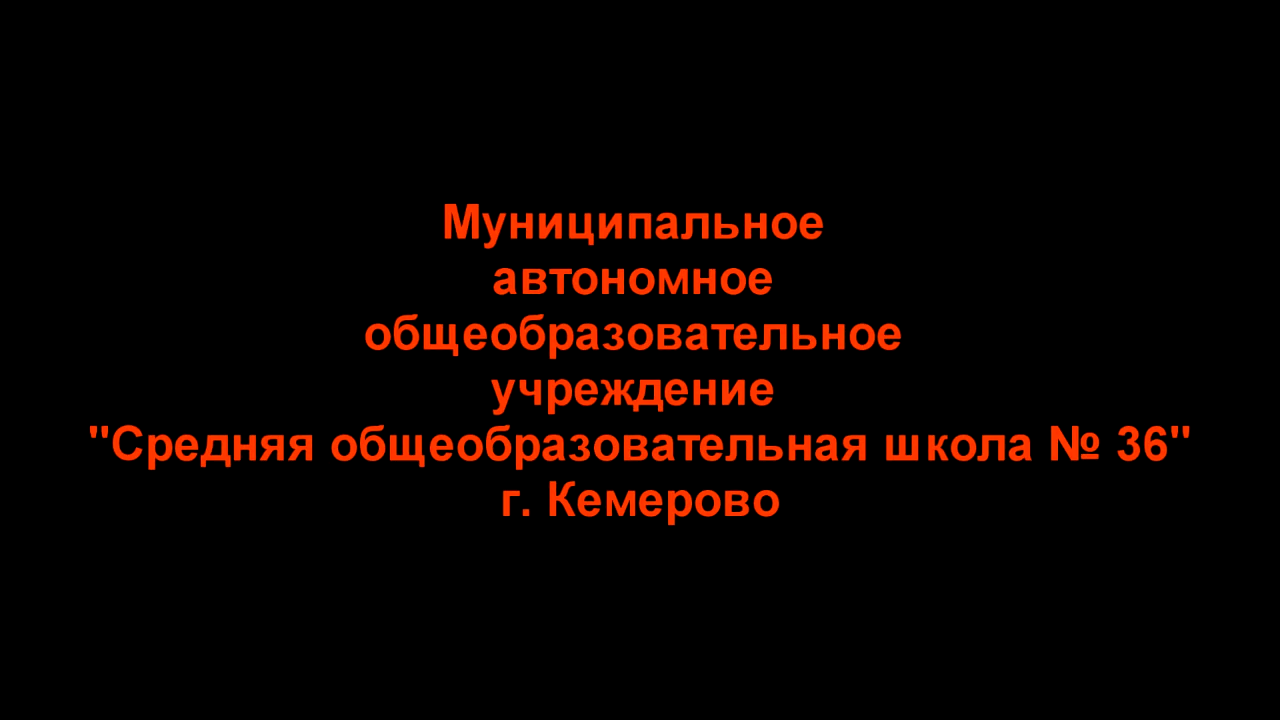 Муниципальное
автономное
общеобразовательное
учреждение
"Средняя общеобразовательная школа № 36"
г. Кемерово